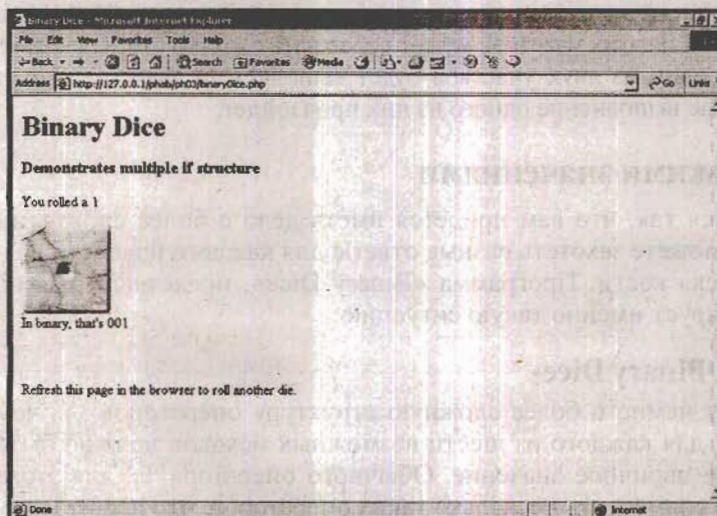 Binary Dice - Microsoft Internet Explorer
File Edit View Favorites Tools Help
Back Search Favorites Media
Address http://127.0.0.1/phab/ph03/binaryDice.php Go Links
Binary Dice
Demonstrates multiple if structure
You rolled a 1
In binary, that's 001
Refresh this page in the browser to roll another die.
Done Internet